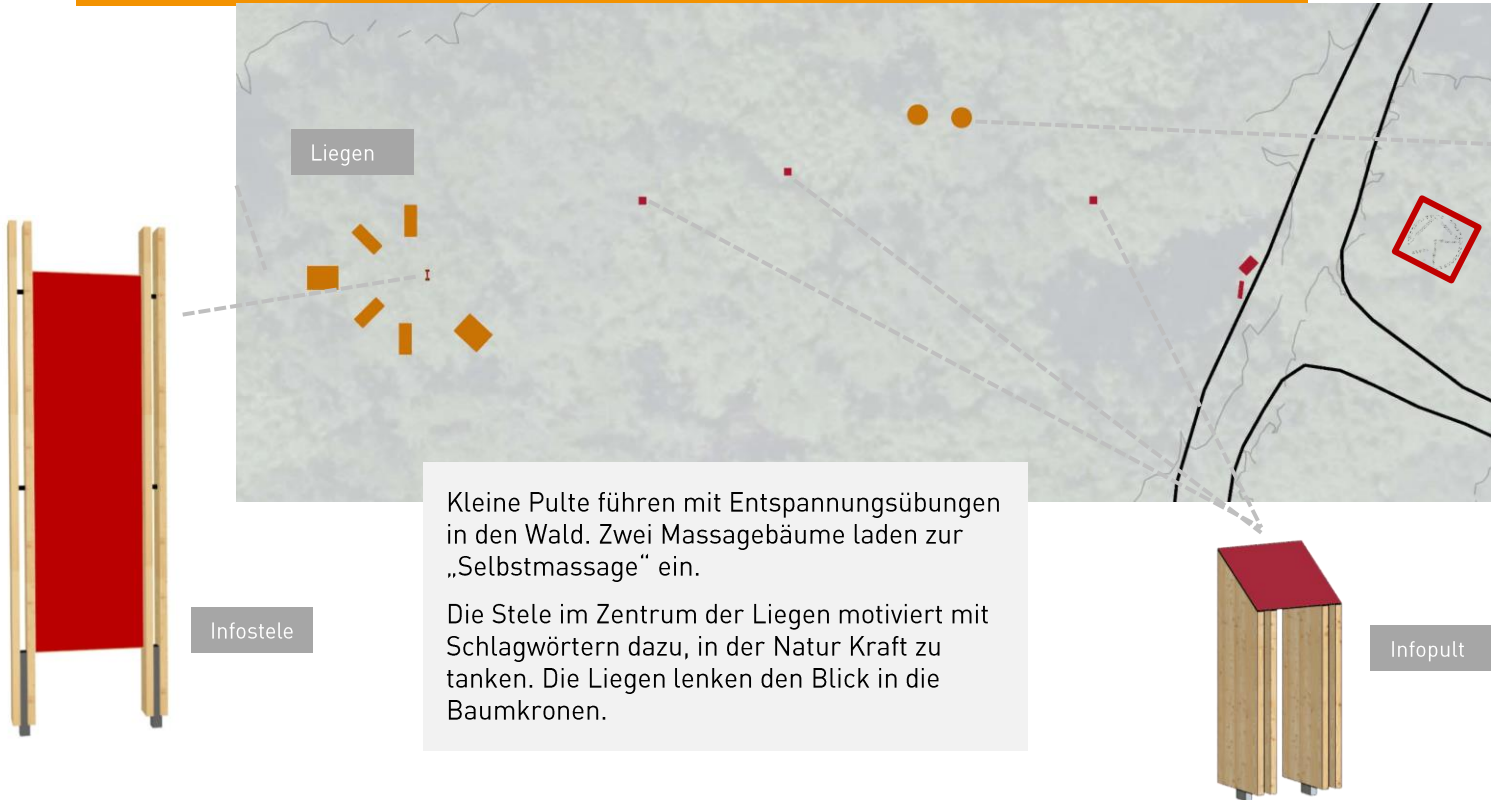 Liegen
Kleine Pulte führen mit Entspannungsübungen
in den Wald. Zwei Massagebäume laden zur
„Selbstmassage“ ein.
Die Stele im Zentrum der Liegen motiviert mit
Schlagwörtern dazu, in der Natur Kraft zu
tanken. Die Liegen lenken den Blick in die
Baumkronen.
Infostele
Infopult